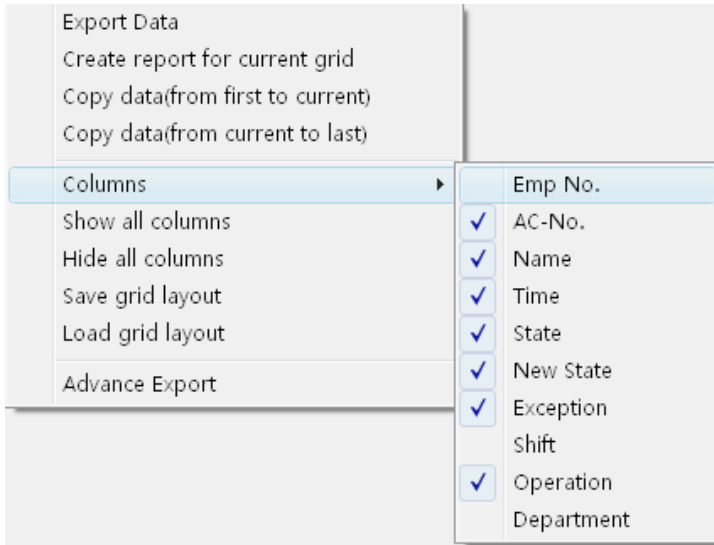 Export Data
Create report for current grid
Copy data(from first to current)
Copy data(from current to last)
Columns
Show all columns
Hide all columns
Save grid layout
Load grid layout
Advance Export
Emp No.
AC-No.
Name
Time
State
New State
Exception
Shift
Operation
Department